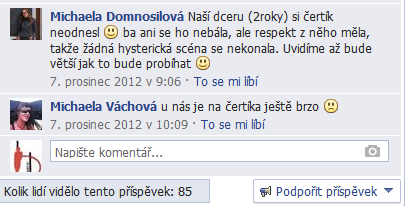 Michaela Domnosilová Naší dceru (2roky) si čertík
neodnesl 🙂 ba ani se ho nebála, ale respekt z něho měla,
takže žádná hysterická scéna se nekonala. Uvidíme až bude
větší jak to bude probíhat 🙂
7. prosinec 2012 v 9:06 · To se mi líbí
Michaela Váchová u nás je na čertíka ještě brzo 🙁
7. prosinec 2012 v 10:09 · To se mi líbí
Napište komentář...
Kolik lidí vidělo tento příspěvek: 85
Podpořit příspěvek